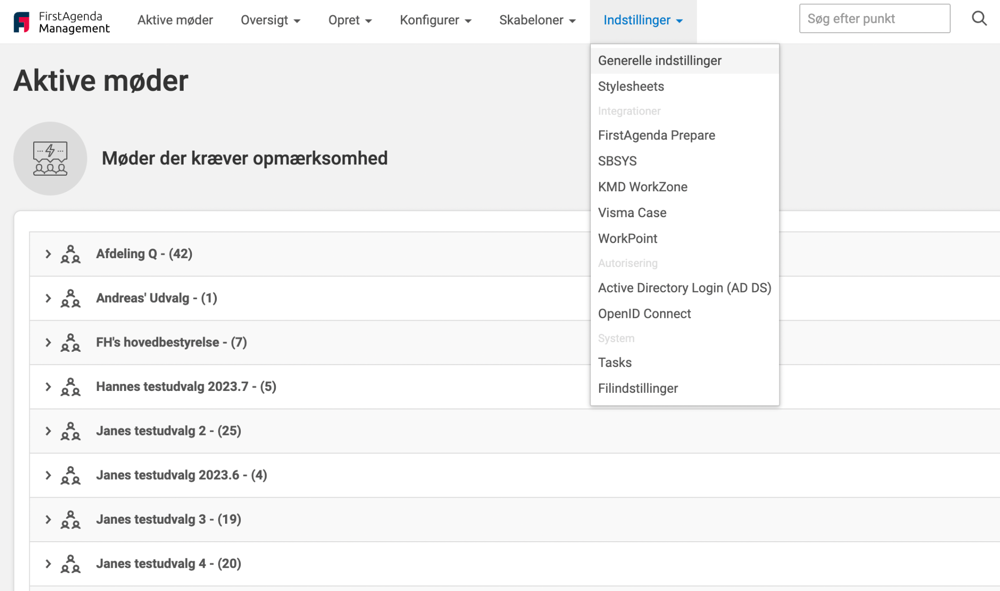 FirstAgenda
Management
Aktive møder
Oversigt
Opret
Konfigurer
Skabeloner
Indstillinger
Søg efter punkt
Generelle indstillinger
Stylesheets
Integrationer
FirstAgenda Prepare
SBSYS
KMD WorkZone
Visma Case
WorkPoint
Autorisering
Active Directory Login (AD DS)
OpenID Connect
System
Tasks
Filindstillinger
Aktive møder
Møder der kræver opmærksomhed
Afdeling Q - (42)
Andreas' Udvalg - (1)
FH's hovedbestyrelse - (7)
Hannes testudvalg 2023.7 - (5)
Janes testudvalg 2 - (25)
Janes testudvalg 2023.6 - (4)
Janes testudvalg 3 - (19)
Janes testudvalg 4 - (20)